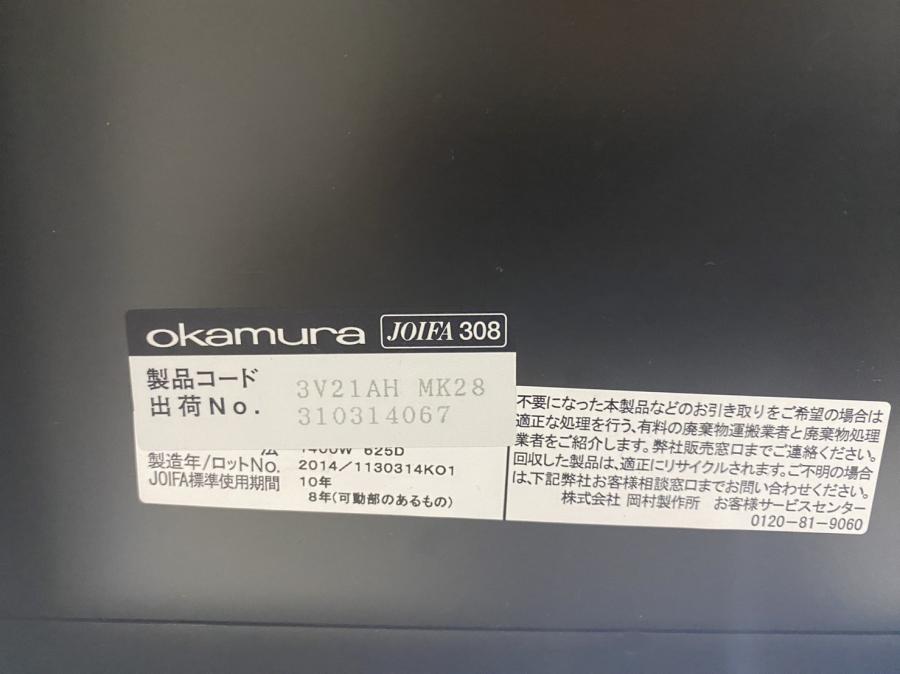 okamura JOIFA 308
製品コード 3V21AH MK28
出荷No. 310314067
法 1400W 625D
製造年/ロットNo. 2014/1130314K01
JOIFA標準使用期間 10年
8年(可動部のあるもの)
不要になった本製品などのお引き取りをご希望の場合は
適正な処理を行う、有料の廃棄物運搬業者と廃棄物処理
業者をご紹介します。弊社販売窓口までご連絡ください。
回収した製品は、適正にリサイクルされます。ご不明の場合
は、下記弊社お客様相談窓口までお問い合わせください。
株式会社 岡村製作所 お客様サービスセンター
0120-81-9060